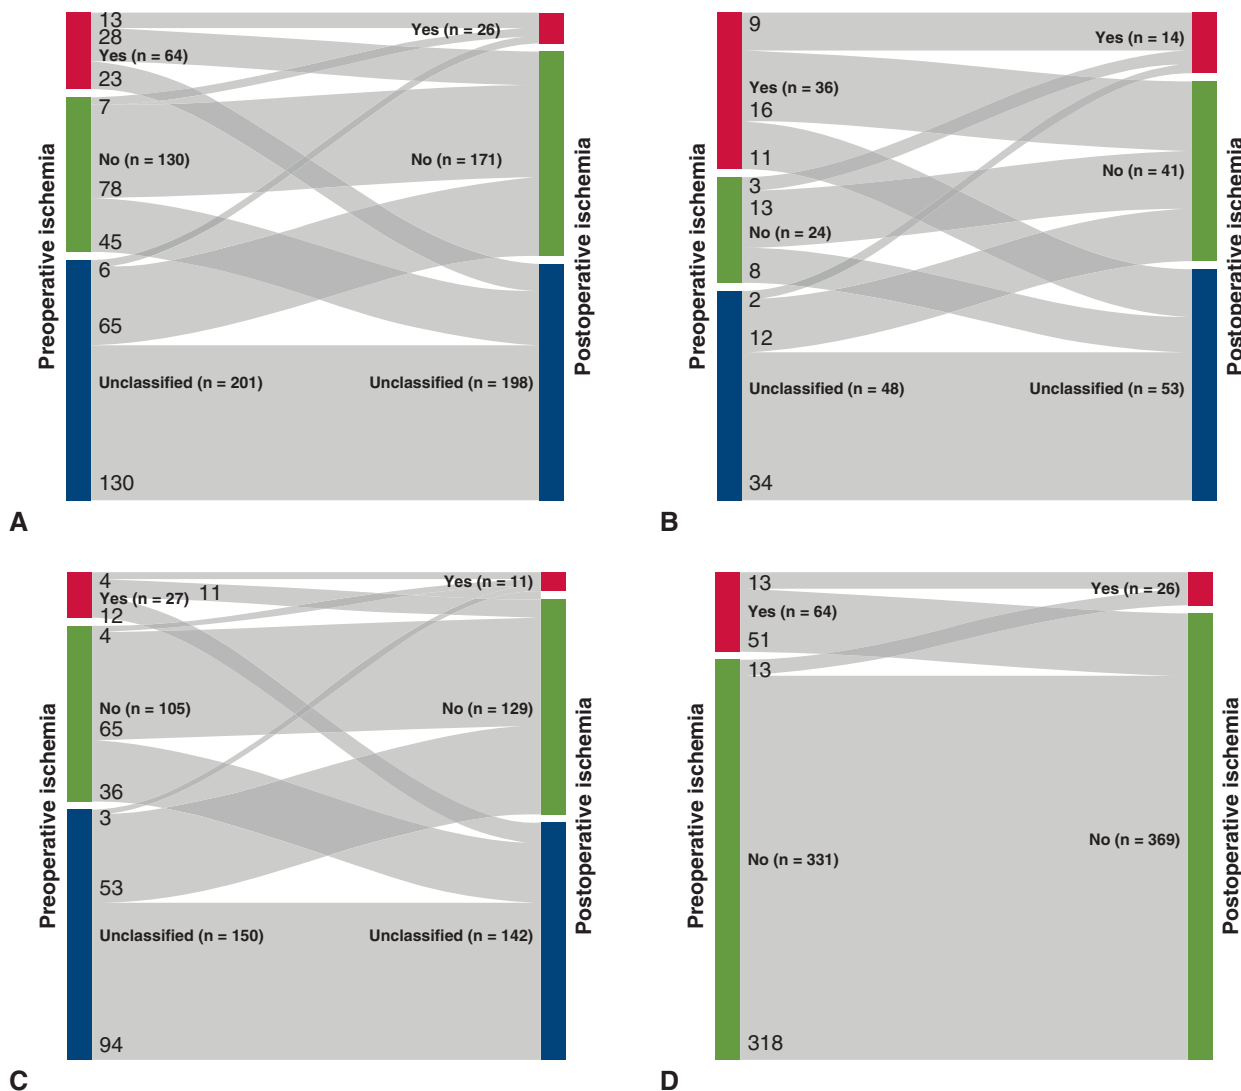 13
28
Yes (n = 64)
23
7
No (n = 130)
78
45
6
65
Unclassified (n = 201)
130
Yes (n = 26)
No (n = 171)
Unclassified (n = 198)
Preoperative ischemia
Postoperative ischemia
A
9
Yes (n = 36)
16
11
3
13
No (n = 24)
8
2
12
Unclassified (n = 48)
34
Yes (n = 14)
No (n = 41)
Unclassified (n = 53)
Preoperative ischemia
Postoperative ischemia
B
4
11
Yes (n = 27)
12
4
No (n = 105)
65
36
3
53
Unclassified (n = 150)
94
Yes (n = 11)
No (n = 129)
Unclassified (n = 142)
Preoperative ischemia
Postoperative ischemia
C
13
Yes (n = 64)
51
13
No (n = 331)
318
Yes (n = 26)
No (n = 369)
Preoperative ischemia
Postoperative ischemia
D